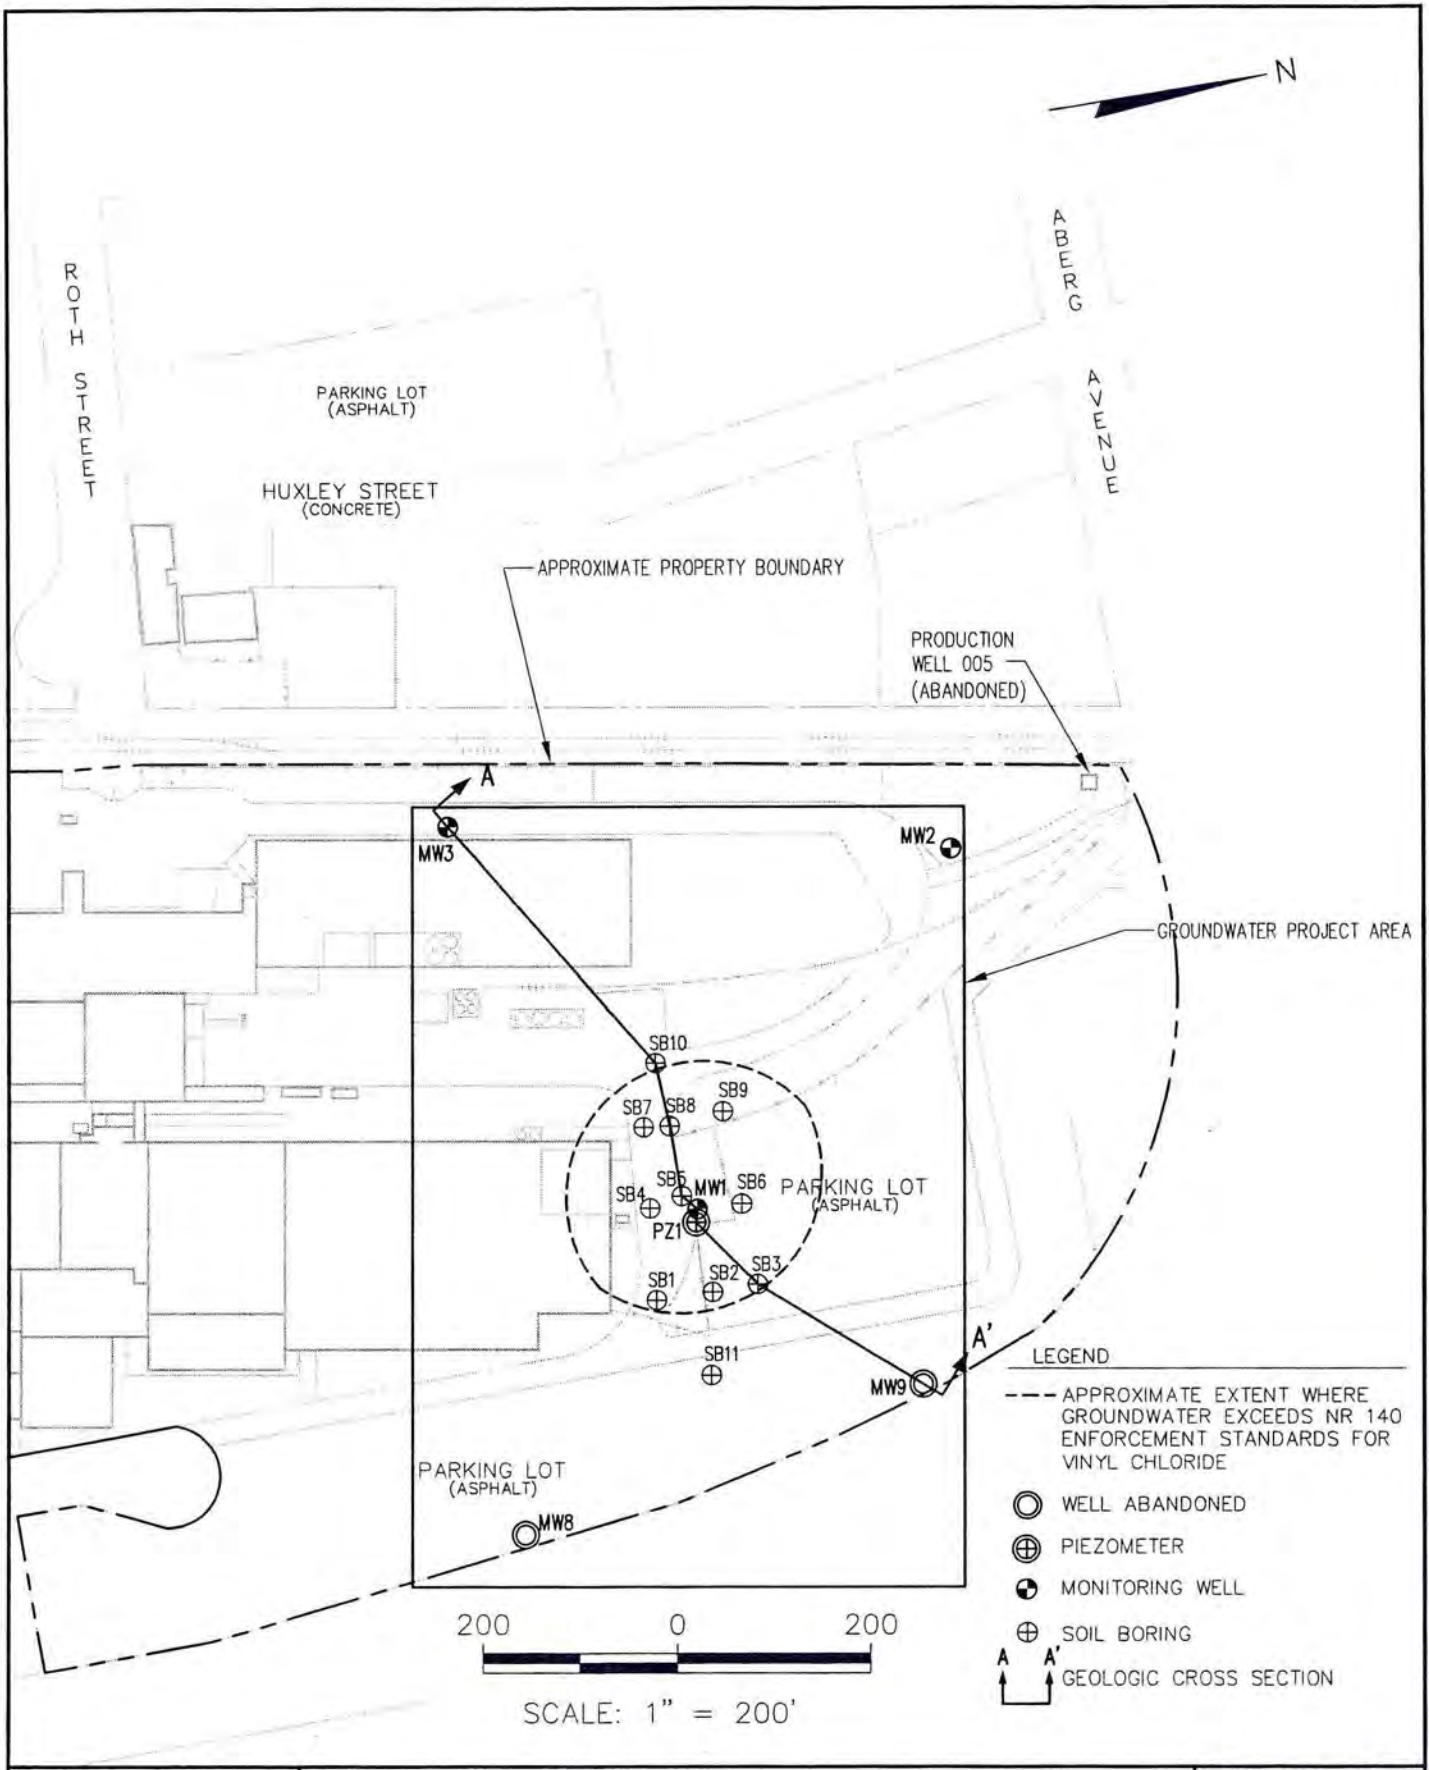 N
ABERG
AVENUE
ROTH STREET
PARKING LOT
(ASPHALT)
HUXLEY STREET
(CONCRETE)
APPROXIMATE PROPERTY BOUNDARY
PRODUCTION
WELL 005
(ABANDONED)
A
MW3
MW2
GROUNDWATER PROJECT AREA
SB10
SB9
SB7
SB8
SB5
MW1
SB6
SB4
PZ1
PARKING LOT
(ASPHALT)
SB3
SB2
SB1
A'
SB11
MW9
PARKING LOT
(ASPHALT)
MW8
LEGEND
APPROXIMATE EXTENT WHERE
GROUNDWATER EXCEEDS NR 140
ENFORCEMENT STANDARDS FOR
VINYL CHLORIDE
WELL ABANDONED
PIEZOMETER
MONITORING WELL
SOIL BORING
A A'
GEOLOGIC CROSS SECTION
200 0 200
SCALE: 1" = 200'